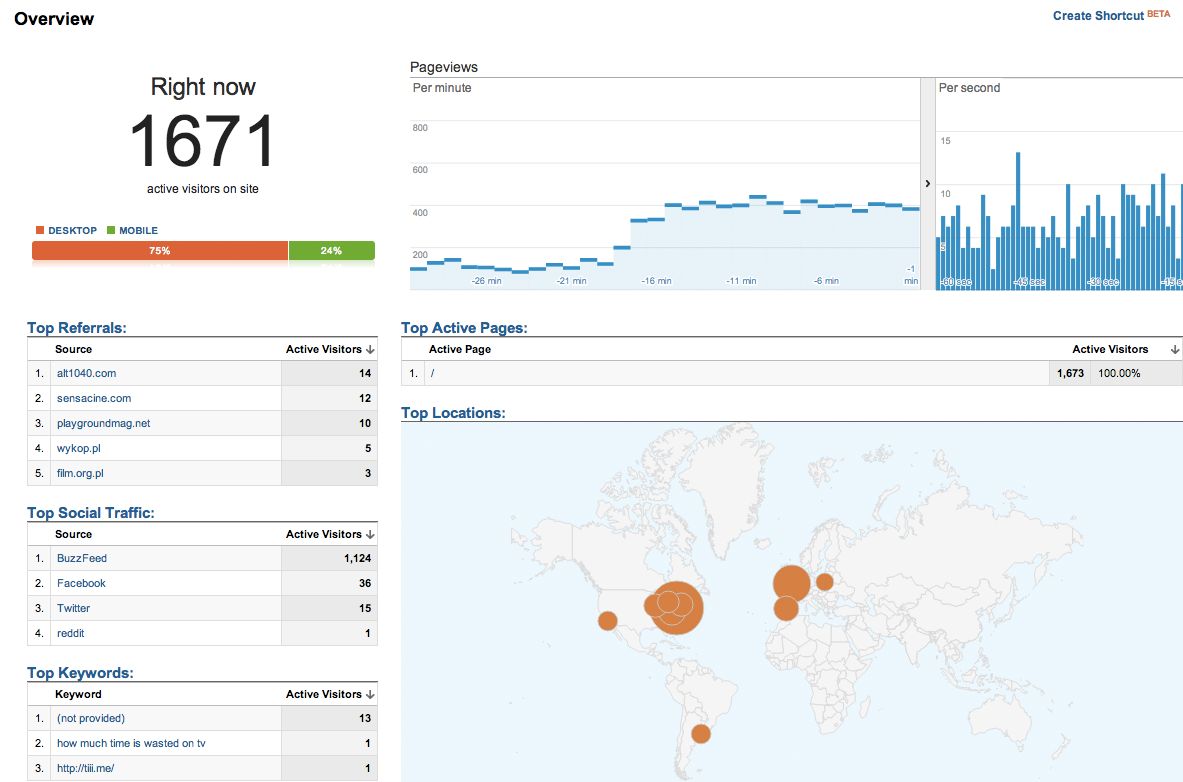 Overview
Create Shortcut BETA
Right now
1671
active visitors on site
DESKTOP MOBILE
75% 24%
Pageviews
Per minute
800
600
400
200
-26 min -21 min -16 min -11 min -6 min -1 min
Per second
15
10
5
-60 sec -45 sec -30 sec -15 s
Top Referrals:
Source Active Visitors
1. alt1040.com 14
2. sensacine.com 12
3. playgroundmag.net 10
4. wykop.pl 5
5. film.org.pl 3
Top Social Traffic:
Source Active Visitors
1. BuzzFeed 1,124
2. Facebook 36
3. Twitter 15
4. reddit 1
Top Keywords:
Keyword Active Visitors
1. (not provided) 13
2. how much time is wasted on tv 1
3. http://tiii.me/ 1
Top Active Pages:
Active Page Active Visitors
1. / 1,673 100.00%
Top Locations: